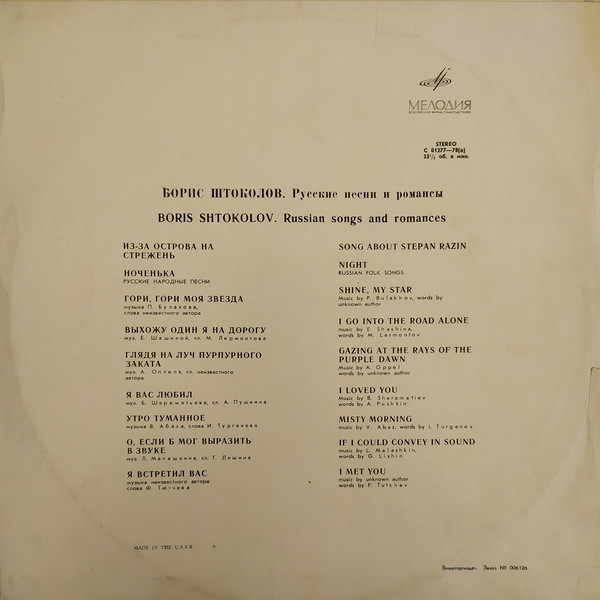 МЕЛОДИЯ
STEREO
С 01277—78(a)
33⅓ об. в мин.
БОРИС ШТОКОЛОВ. Русские песни и романсы
BORIS SHTOKOLOV. Russian songs and romances
ИЗ-ЗА ОСТРОВА НА
СТРЕЖЕНЬ
НОЧЕНЬКА
РУССКИЕ НАРОДНЫЕ ПЕСНИ
ГОРИ, ГОРИ МОЯ ЗВЕЗДА
музыка П. Булахова,
слова неизвестного автора
ВЫХОЖУ ОДИН Я НА ДОРОГУ
муз. Е. Шашиной, сл. М. Лермонтова
ГЛЯДЯ НА ЛУЧ ПУРПУРНОГО
ЗАКАТА
муз. А. Оппеля, сл. неизвестного
автора
Я ВАС ЛЮБИЛ
муз. Б. Шереметьева, сл. А. Пушкина
УТРО ТУМАННОЕ
музыка В. Абаза, слова И. Тургенева
О, ЕСЛИ Б МОГ ВЫРАЗИТЬ
В ЗВУКЕ
муз. Л. Малашкина, сл. Г. Лишина
Я ВСТРЕТИЛ ВАС
музыка неизвестного автора
слова Ф. Тютчева
SONG ABOUT STEPAN RAZIN
NIGHT
RUSSIAN FOLK SONGS
SHINE, MY STAR
Music by P. Bulakhov, words by
unknown author
I GO INTO THE ROAD ALONE
music by E. Shashina,
words by M. Lermontov
GAZING AT THE RAYS OF THE
PURPLE DAWN
Music by A. Oppel
words by unknown author
I LOVED YOU
Music by B. Sheremetiev
words by A. Pushkin
MISTY MORNING
music by V. Abaz, words by I. Turgenev
IF I COULD CONVEY IN SOUND
music by L. Malashkin,
words by G. Lishin
I MET YOU
music by unknown author
words by F. Tutchev
MADE IN THE U.S.S.R.
Заказ № 006126